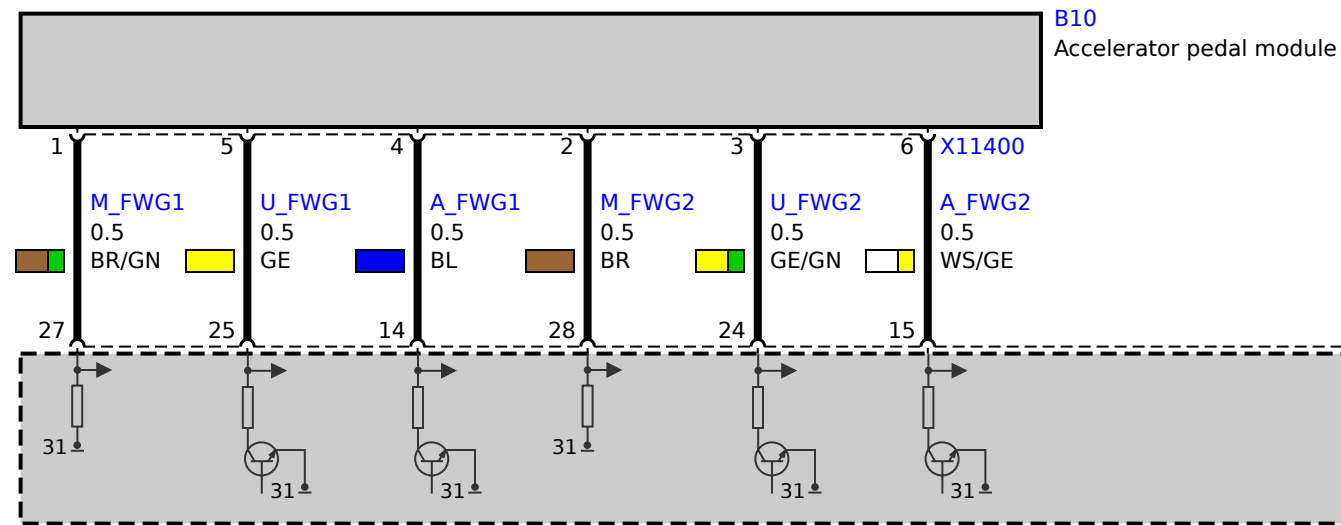 B10
Accelerator pedal module
1 5 4 2 3 6 X11400
M_FWG1 U_FWG1 A_FWG1 M_FWG2 U_FWG2 A_FWG2
0.5 0.5 0.5 0.5 0.5 0.5
BR/GN GE BL BR GE/GN WS/GE
27 25 14 28 24 15
31 31
31 31 31 31